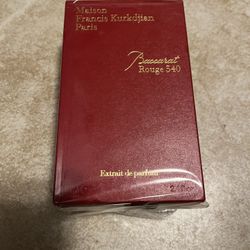 Maison
Francis Kurkdjian
Paris
Baccarat
Rouge 540
Extrait de parfum